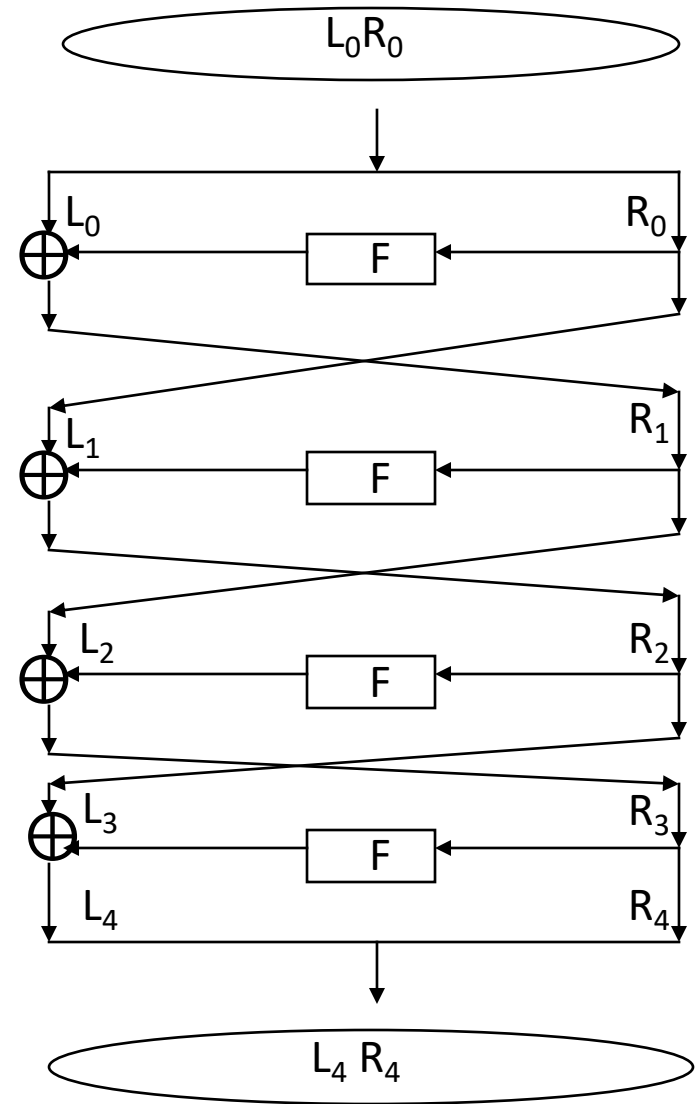 L₀R₀
L₀ R₀
F
L₁ R₁
F
L₂ R₂
F
L₃ R₃
F
L₄ R₄
L₄ R₄